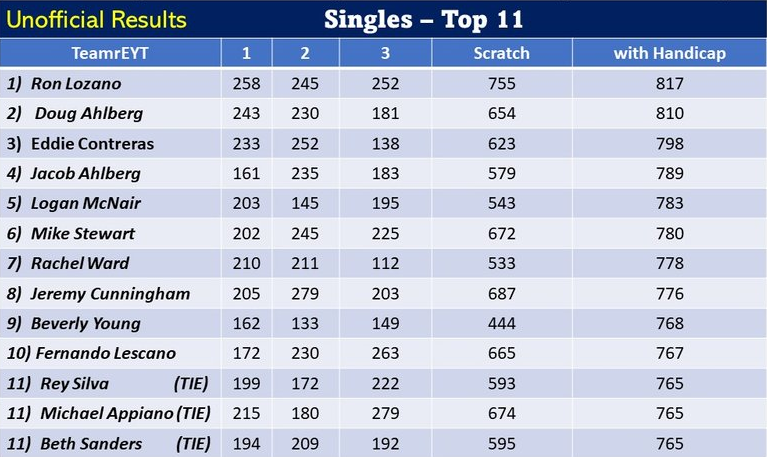 Unofficial Results Singles – Top 11
TeamrEYT 1 2 3 Scratch with Handicap
1) Ron Lozano 258 245 252 755 817
2) Doug Ahlberg 243 230 181 654 810
3) Eddie Contreras 233 252 138 623 798
4) Jacob Ahlberg 161 235 183 579 789
5) Logan McNair 203 145 195 543 783
6) Mike Stewart 202 245 225 672 780
7) Rachel Ward 210 211 112 533 778
8) Jeremy Cunningham 205 279 203 687 776
9) Beverly Young 162 133 149 444 768
10) Fernando Lescano 172 230 263 665 767
11) Rey Silva (TIE) 199 172 222 593 765
11) Michael Appiano (TIE) 215 180 279 674 765
11) Beth Sanders (TIE) 194 209 192 595 765